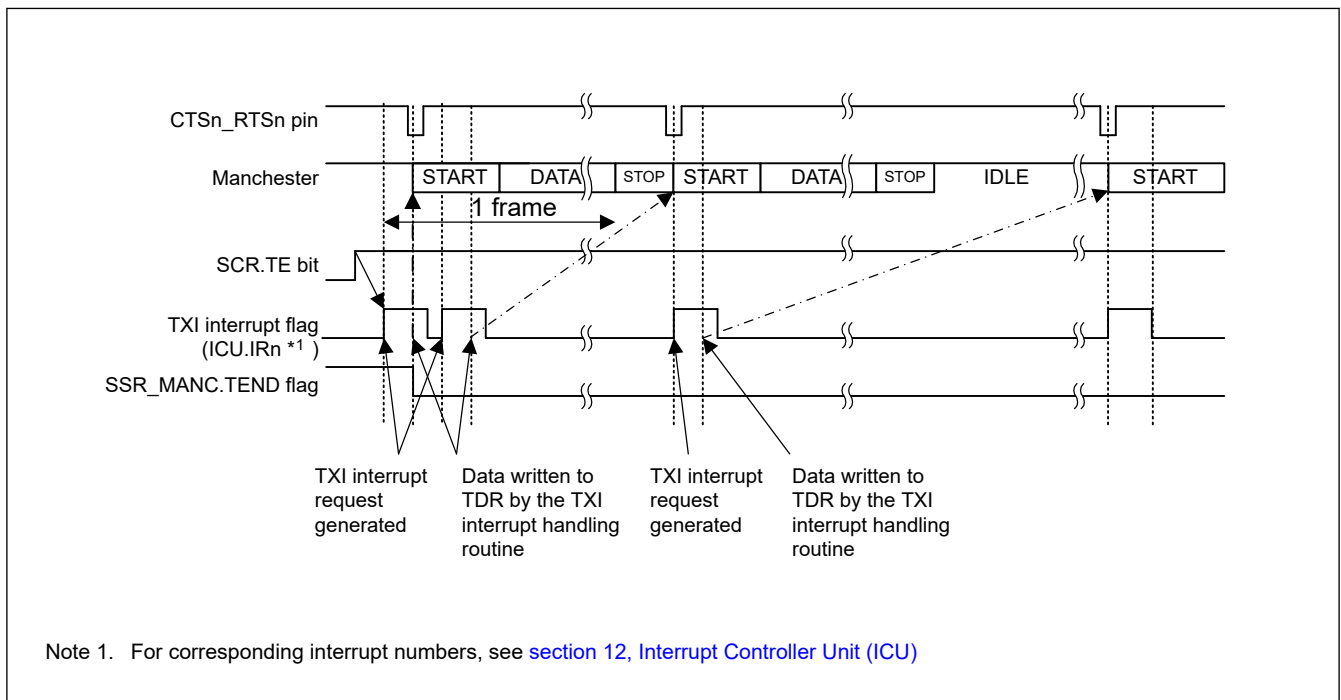 CTSn_RTSn pin
Manchester
START
DATA
STOP
START
DATA
STOP
IDLE
START
1 frame
SCR.TE bit
TXI interrupt flag
(ICU.IRn *1 )
SSR_MANC.TEND flag
TXI interrupt
request
generated
Data written to
TDR by the TXI
interrupt handling
routine
TXI interrupt
request
generated
Data written to
TDR by the TXI
interrupt handling
routine
Note 1. For corresponding interrupt numbers, see section 12, Interrupt Controller Unit (ICU)